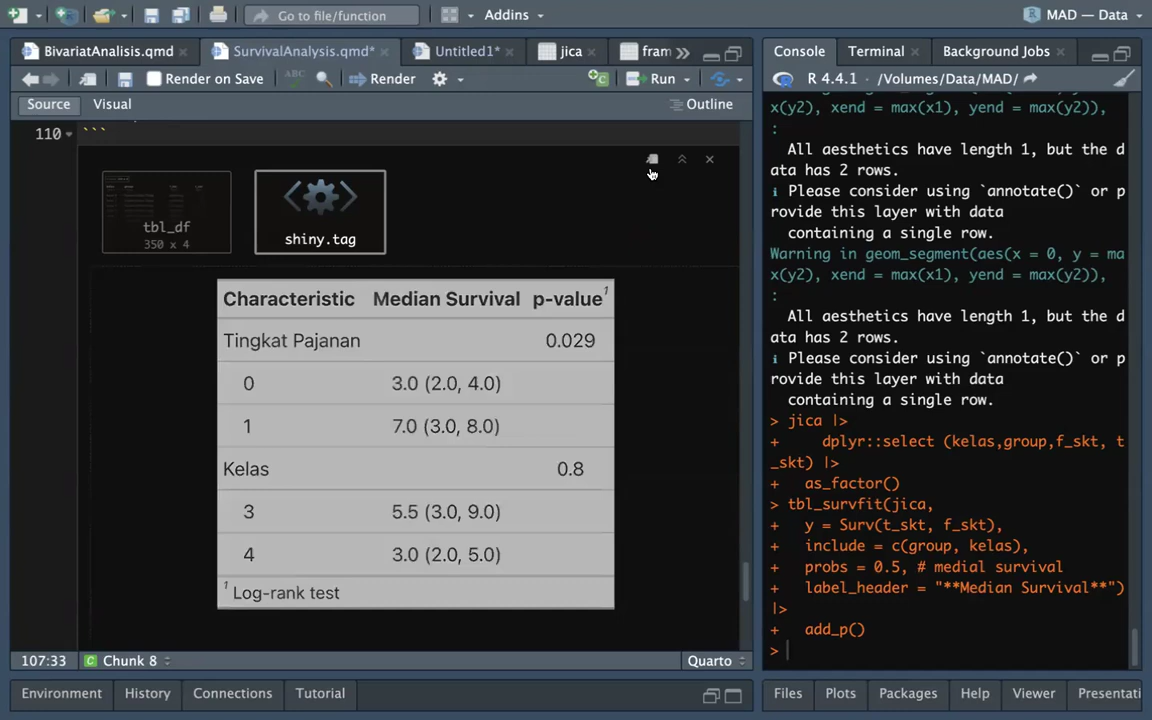 Go to file/function
Addins
MAD — Data
BivariatAnalisis.qmd
SurvivalAnalysis.qmd*
Untitled1*
jica
fram
Render on Save
ABC
Render
Run
Source
Visual
Outline
110
```
tbl_df
350 x 4
shiny.tag
Characteristic Median Survival p-value1
Tingkat Pajanan 0.029
0 3.0 (2.0, 4.0)
1 7.0 (3.0, 8.0)
Kelas 0.8
3 5.5 (3.0, 9.0)
4 3.0 (2.0, 5.0)
1 Log-rank test
107:33 Chunk 8 Quarto
Environment History Connections Tutorial
Console Terminal Background Jobs
R 4.4.1 · /Volumes/Data/MAD/
x(y2), xend = max(x1), yend = max(y2)),
:
All aesthetics have length 1, but the d
ata has 2 rows.
ℹ Please consider using `annotate()` or p
rovide this layer with data
containing a single row.
Warning in geom_segment(aes(x = 0, y = ma
x(y2), xend = max(x1), yend = max(y2)),
:
All aesthetics have length 1, but the d
ata has 2 rows.
ℹ Please consider using `annotate()` or p
rovide this layer with data
containing a single row.
> jica |>
+ dplyr::select (kelas,group,f_skt, t
_skt) |>
+ as_factor()
> tbl_survfit(jica,
+ y = Surv(t_skt, f_skt),
+ include = c(group, kelas),
+ probs = 0.5, # medial survival
+ label_header = "**Median Survival**")
|>
+ add_p()
>
Files Plots Packages Help Viewer Presentati